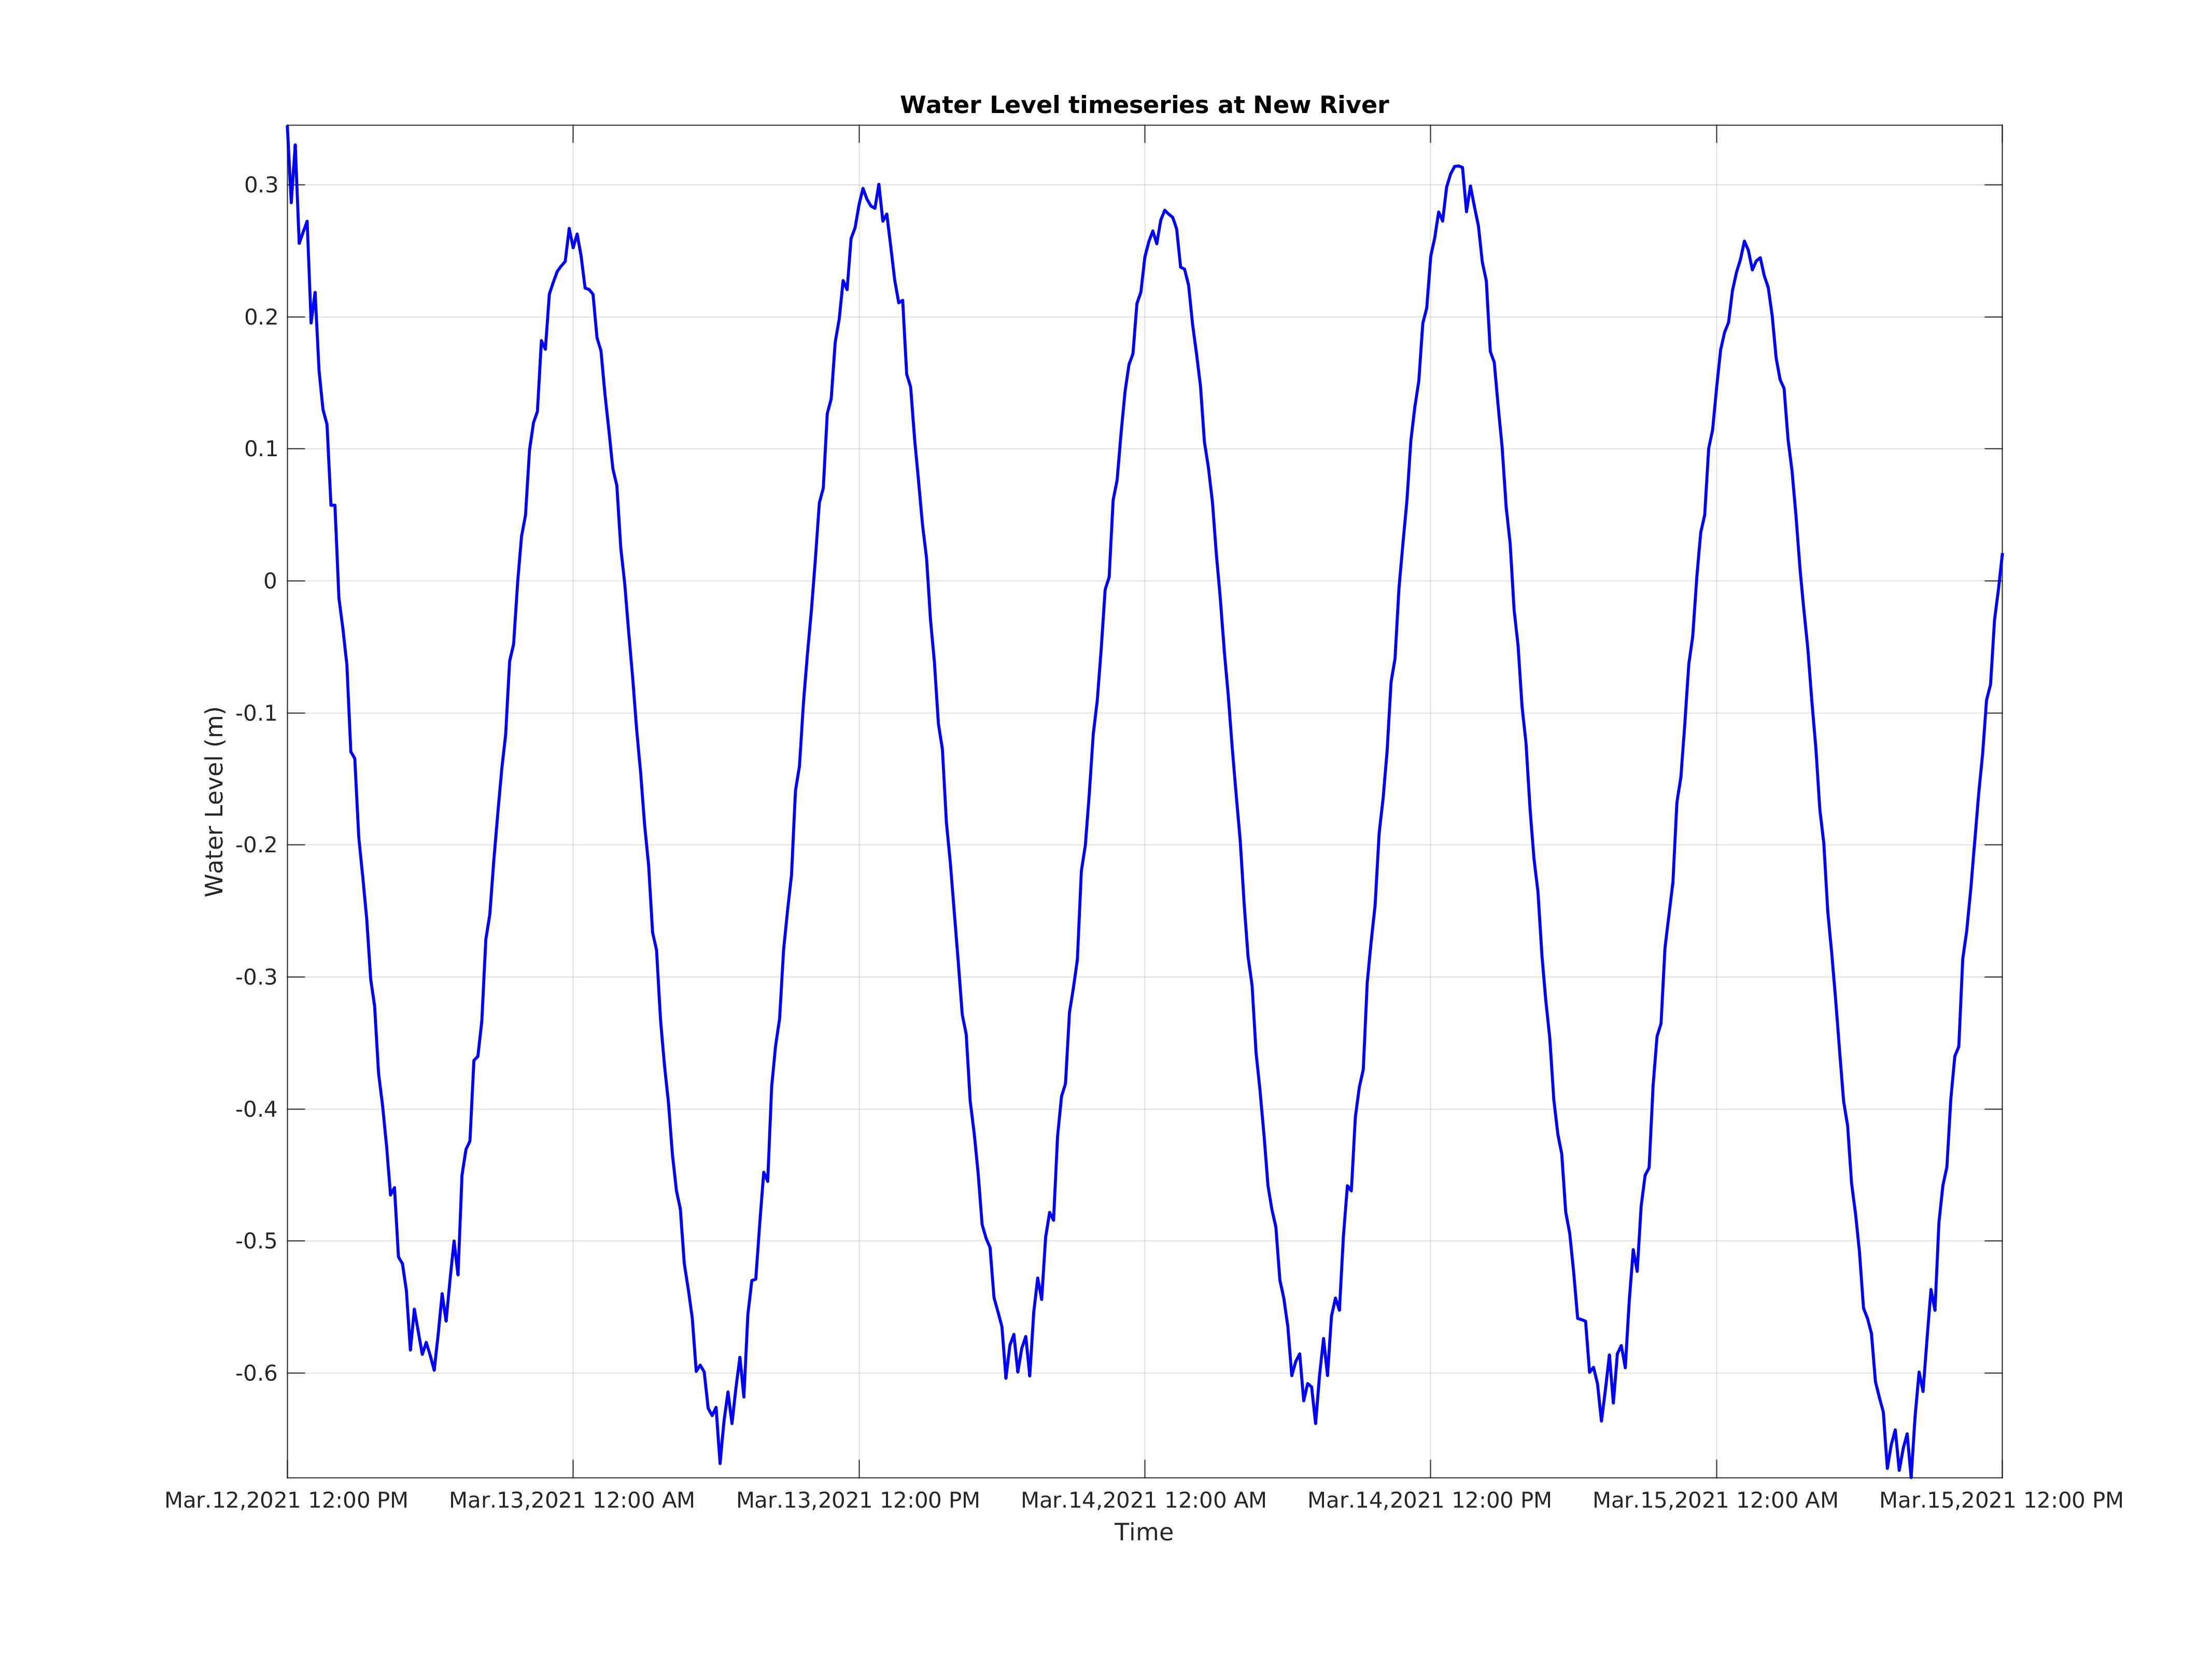 Water Level timeseries at New River
0.3
0.2
0.1
0
-0.1
-0.2
-0.3
-0.4
-0.5
-0.6
Water Level (m)
Mar.12,2021 12:00 PM Mar.13,2021 12:00 AM Mar.13,2021 12:00 PM Mar.14,2021 12:00 AM Mar.14,2021 12:00 PM Mar.15,2021 12:00 AM Mar.15,2021 12:00 PM
Time